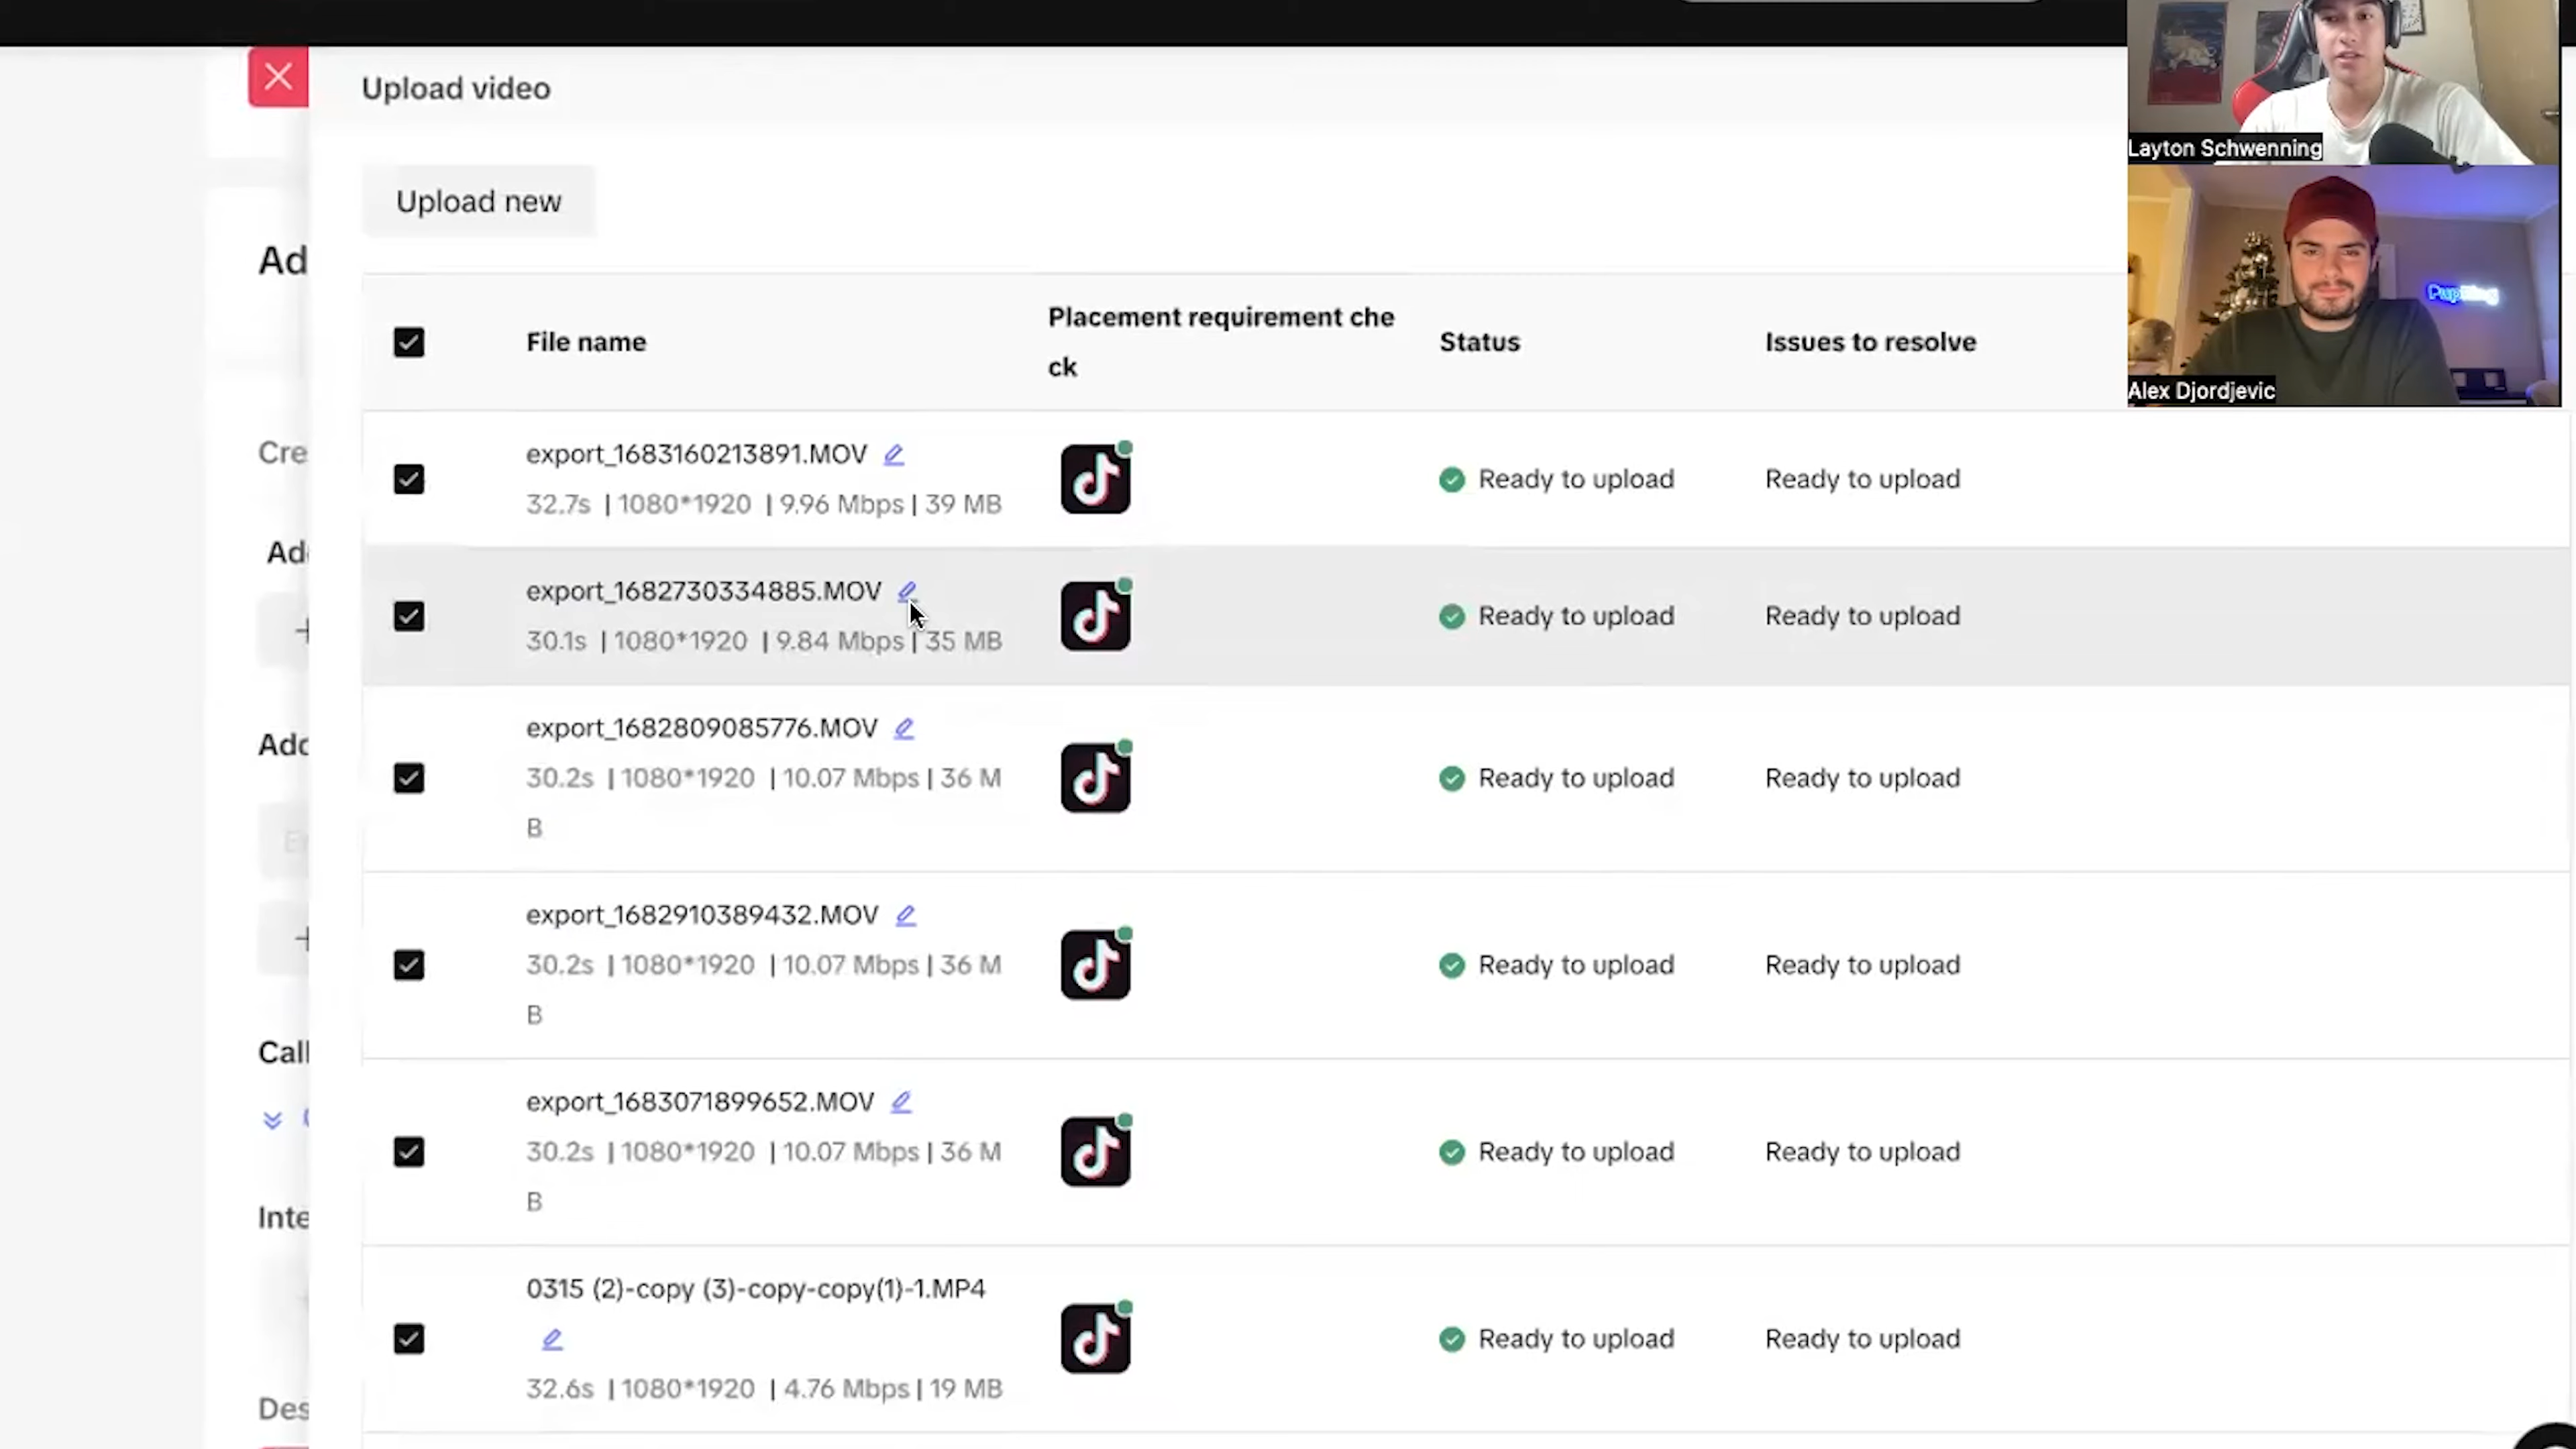 Upload video
Layton Schwenning
Upload new
Ad
Alex Djordjevic
File name
Placement requirement che
ck
Status
Issues to resolve
Cre
export_1683160213891.MOV
32.7s | 1080*1920 | 9.96 Mbps | 39 MB
Ready to upload
Ready to upload
Ad
export_1682730334885.MOV
30.1s | 1080*1920 | 9.84 Mbps | 35 MB
Ready to upload
Ready to upload
Add
export_1682809085776.MOV
30.2s | 1080*1920 | 10.07 Mbps | 36 M
B
Ready to upload
Ready to upload
export_1682910389432.MOV
30.2s | 1080*1920 | 10.07 Mbps | 36 M
B
Ready to upload
Ready to upload
Call
export_1683071899652.MOV
30.2s | 1080*1920 | 10.07 Mbps | 36 M
B
Ready to upload
Ready to upload
Inte
0315 (2)-copy (3)-copy-copy(1)-1.MP4
32.6s | 1080*1920 | 4.76 Mbps | 19 MB
Ready to upload
Ready to upload
Des